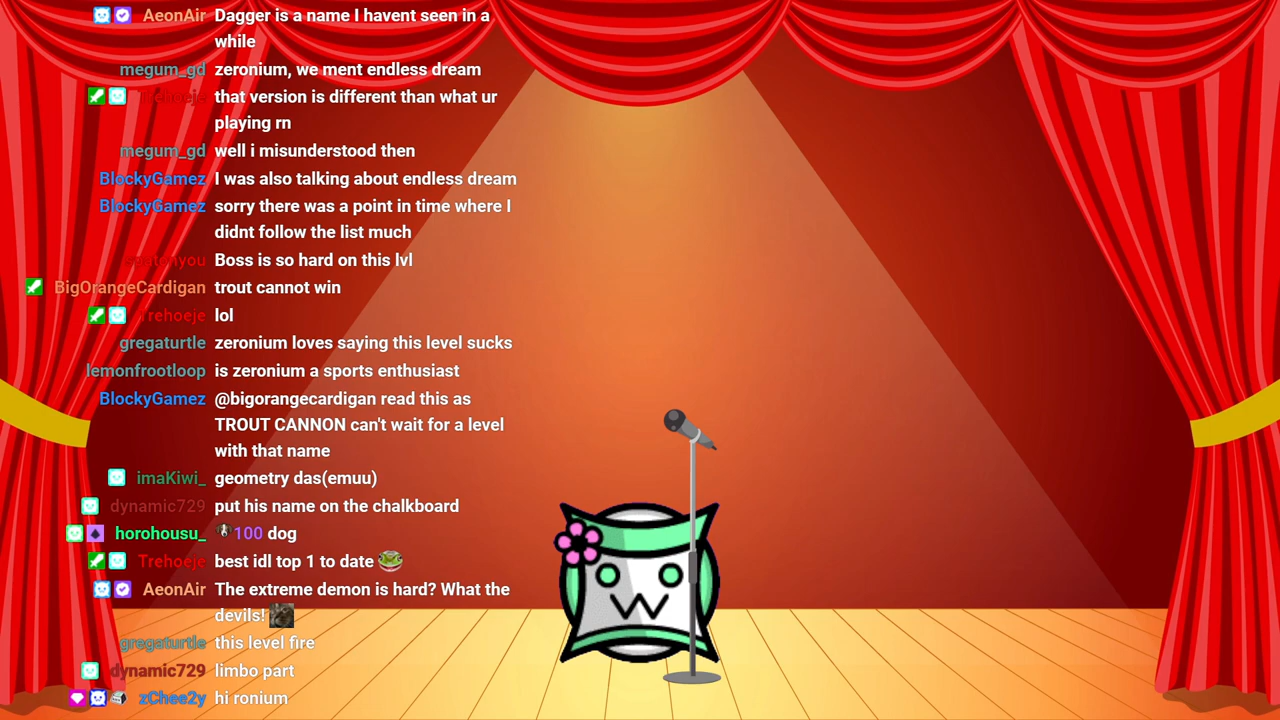 AeonAir Dagger is a name I havent seen in a
while
megum_gd zeronium, we ment endless dream
Trehoeje that version is different than what ur
playing rn
megum_gd well i misunderstood then
BlockyGamez I was also talking about endless dream
BlockyGamez sorry there was a point in time where I
didnt follow the list much
Boss is so hard on this lvl
BigOrangeCardigan trout cannot win
Trehoeje lol
gregaturtle zeronium loves saying this level sucks
lemonfrootloop is zeronium a sports enthusiast
BlockyGamez @bigorangecardigan read this as
TROUT CANNON can't wait for a level
with that name
imaKiwi_ geometry das(emuu)
dynamic729 put his name on the chalkboard
horohousu_ 100 dog
Trehoeje best idl top 1 to date
AeonAir The extreme demon is hard? What the
devils!
gregaturtle this level fire
dynamic729 limbo part
zChee2y hi ronium